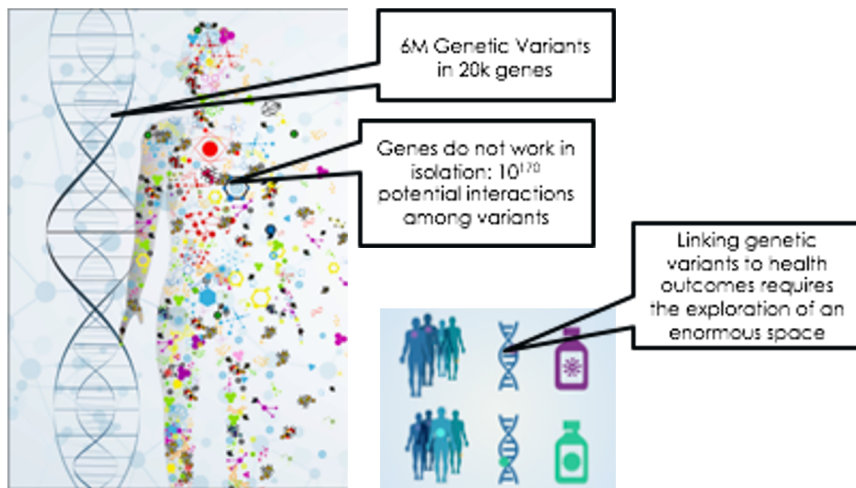 6M Genetic Variants
in 20k genes
Genes do not work in
isolation: 10¹⁷⁰
potential interactions
among variants
Linking genetic
variants to health
outcomes requires
the exploration of an
enormous space